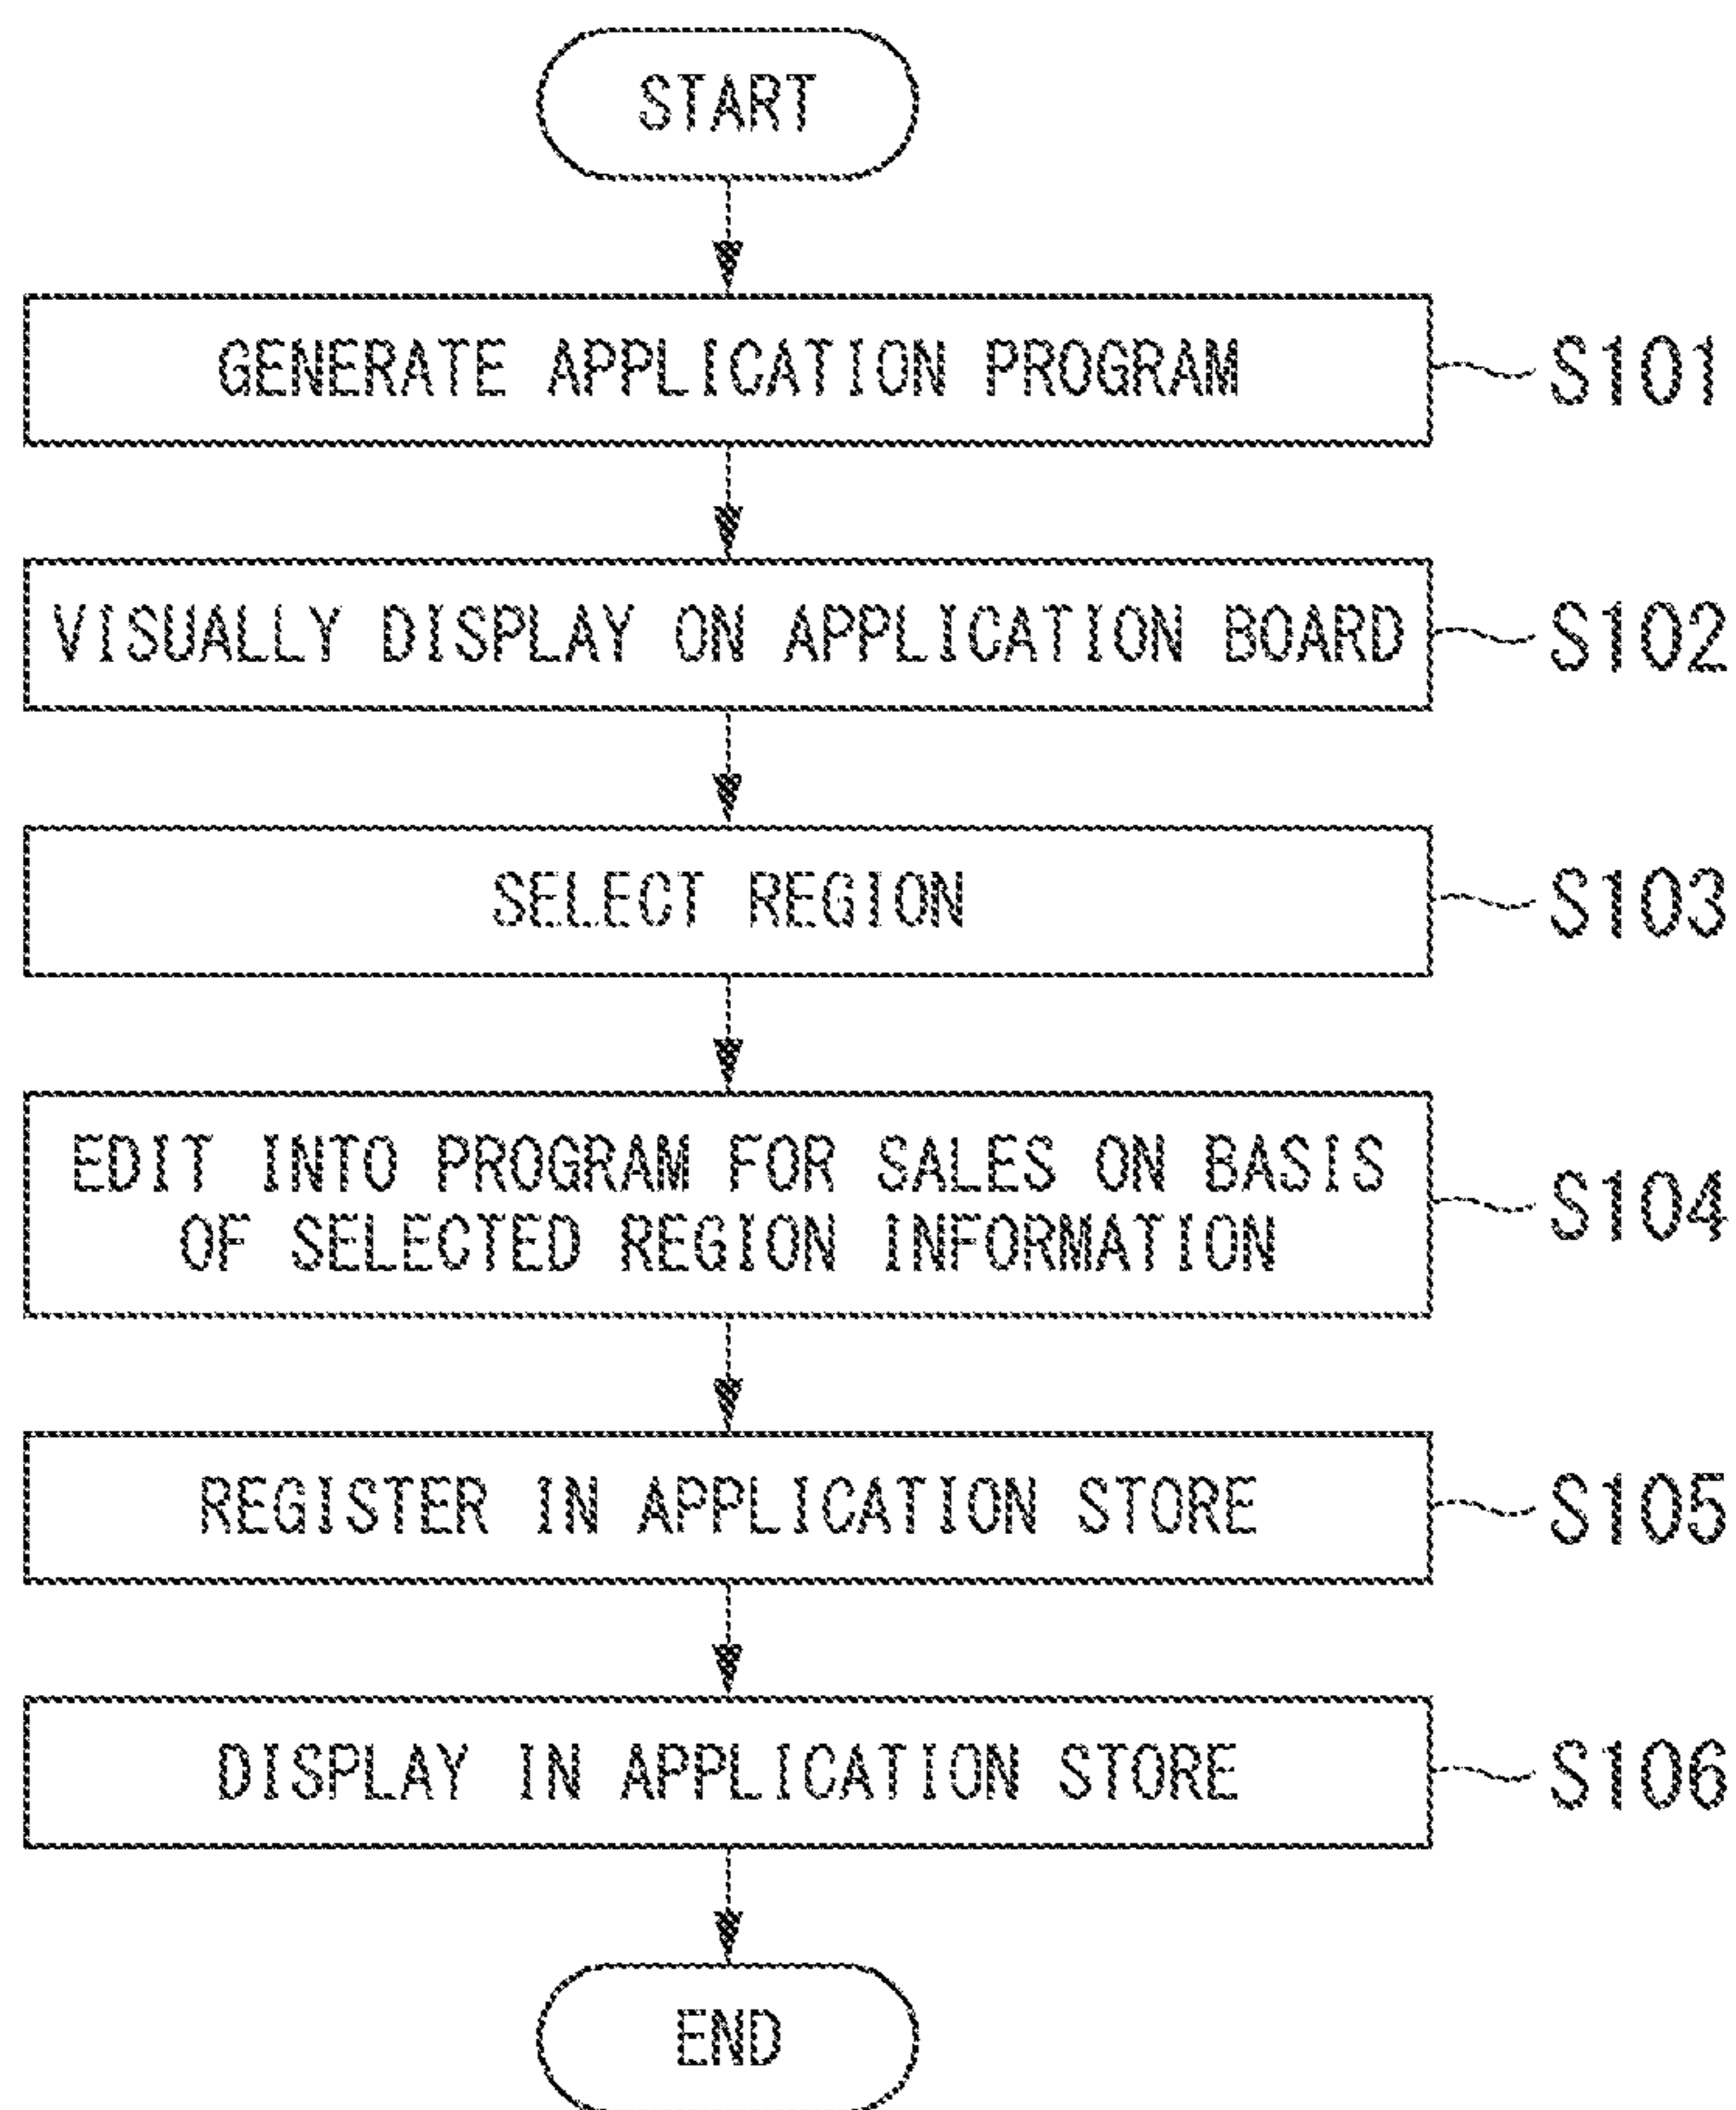 START
GENERATE APPLICATION PROGRAM
S101
VISUALLY DISPLAY ON APPLICATION BOARD
S102
SELECT REGION
S103
EDIT INTO PROGRAM FOR SALES ON BASIS
OF SELECTED REGION INFORMATION
S104
REGISTER IN APPLICATION STORE
S105
DISPLAY IN APPLICATION STORE
S106
END